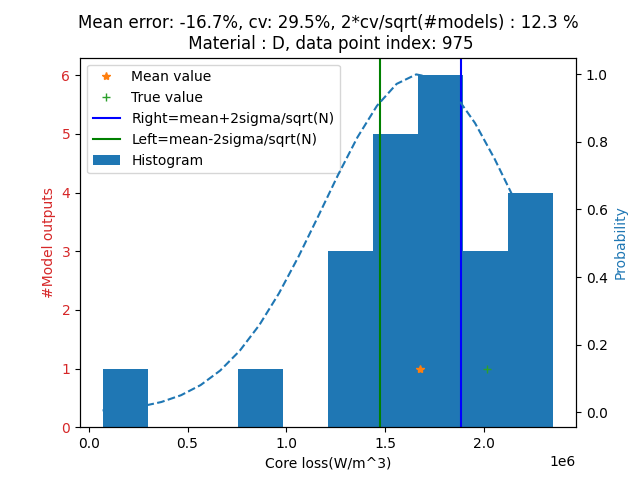 Mean error: -16.7%, cv: 29.5%, 2*cv/sqrt(#models) : 12.3 %
Material : D, data point index: 975
Mean value
True value
Right=mean+2sigma/sqrt(N)
Left=mean-2sigma/sqrt(N)
Histogram
#Model outputs
6
5
4
3
2
1
0
Probability
1.0
0.8
0.6
0.4
0.2
0.0
0.0 0.5 1.0 1.5 2.0
1e6
Core loss(W/m^3)